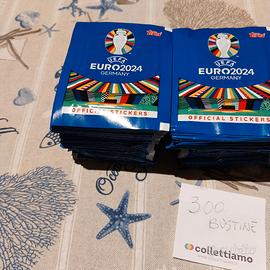 topps
UEFA
EURO2024
GERMANY
OFFICIAL STICKERS
topps
UEFA
EURO2024
GERMANY
OFFICIAL STICKERS
300
BUSTINE
collettiamo